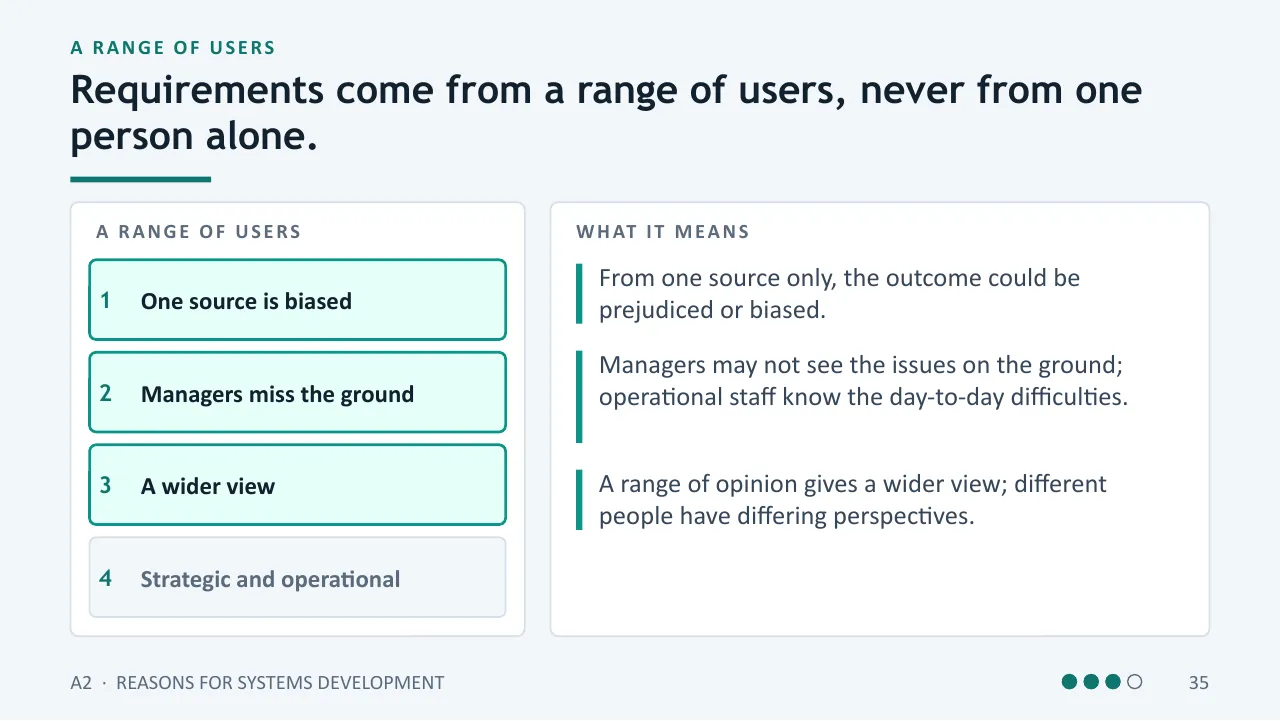 A RANGE OF USERS
Requirements come from a range of users, never from one
person alone.
A RANGE OF USERS
1 One source is biased
2 Managers miss the ground
3 A wider view
4 Strategic and operational
WHAT IT MEANS
From one source only, the outcome could be
prejudiced or biased.
Managers may not see the issues on the ground;
operational staff know the day-to-day difficulties.
A range of opinion gives a wider view; different
people have differing perspectives.
A2 · REASONS FOR SYSTEMS DEVELOPMENT
35